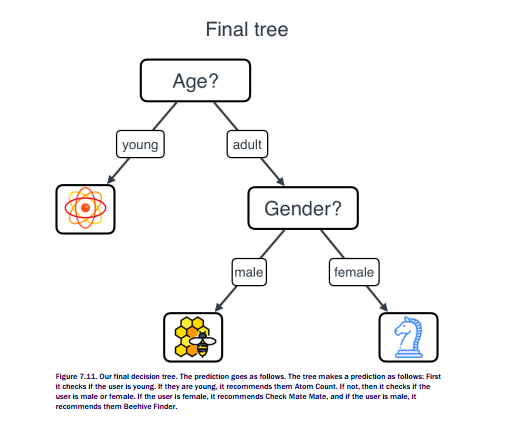 Final tree
Age?
young
adult
Gender?
male
female
Figure 7.11. Our final decision tree. The prediction goes as follows. The tree makes a prediction as follows: First
it checks if the user is young. If they are young, it recommends them Atom Count. If not, then it checks if the
user is male or female. If the user is female, it recommends Check Mate Mate, and if the user is male, it
recommends them Beehive Finder.